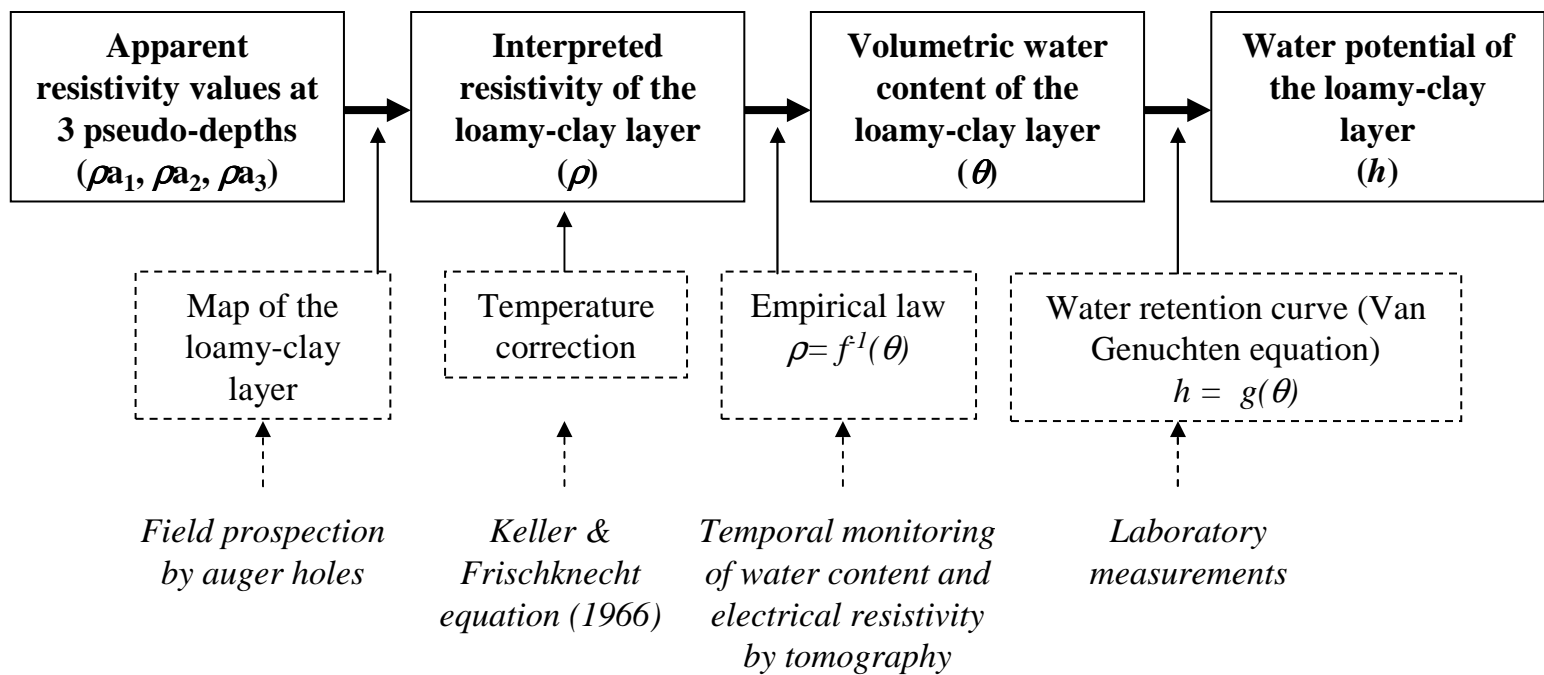 Apparent
resistivity values at
3 pseudo-depths
(ρa₁, ρa₂, ρa₃)
Interpreted
resistivity of the
loamy-clay layer
(ρ)
Volumetric water
content of the
loamy-clay layer
(θ)
Water potential of
the loamy-clay
layer
(h)
Map of the
loamy-clay
layer
Temperature
correction
Empirical law
ρ= f⁻¹(θ)
Water retention curve (Van
Genuchten equation)
h = g(θ)
Field prospection
by auger holes
Keller &
Frischknecht
equation (1966)
Temporal monitoring
of water content and
electrical resistivity
by tomography
Laboratory
measurements